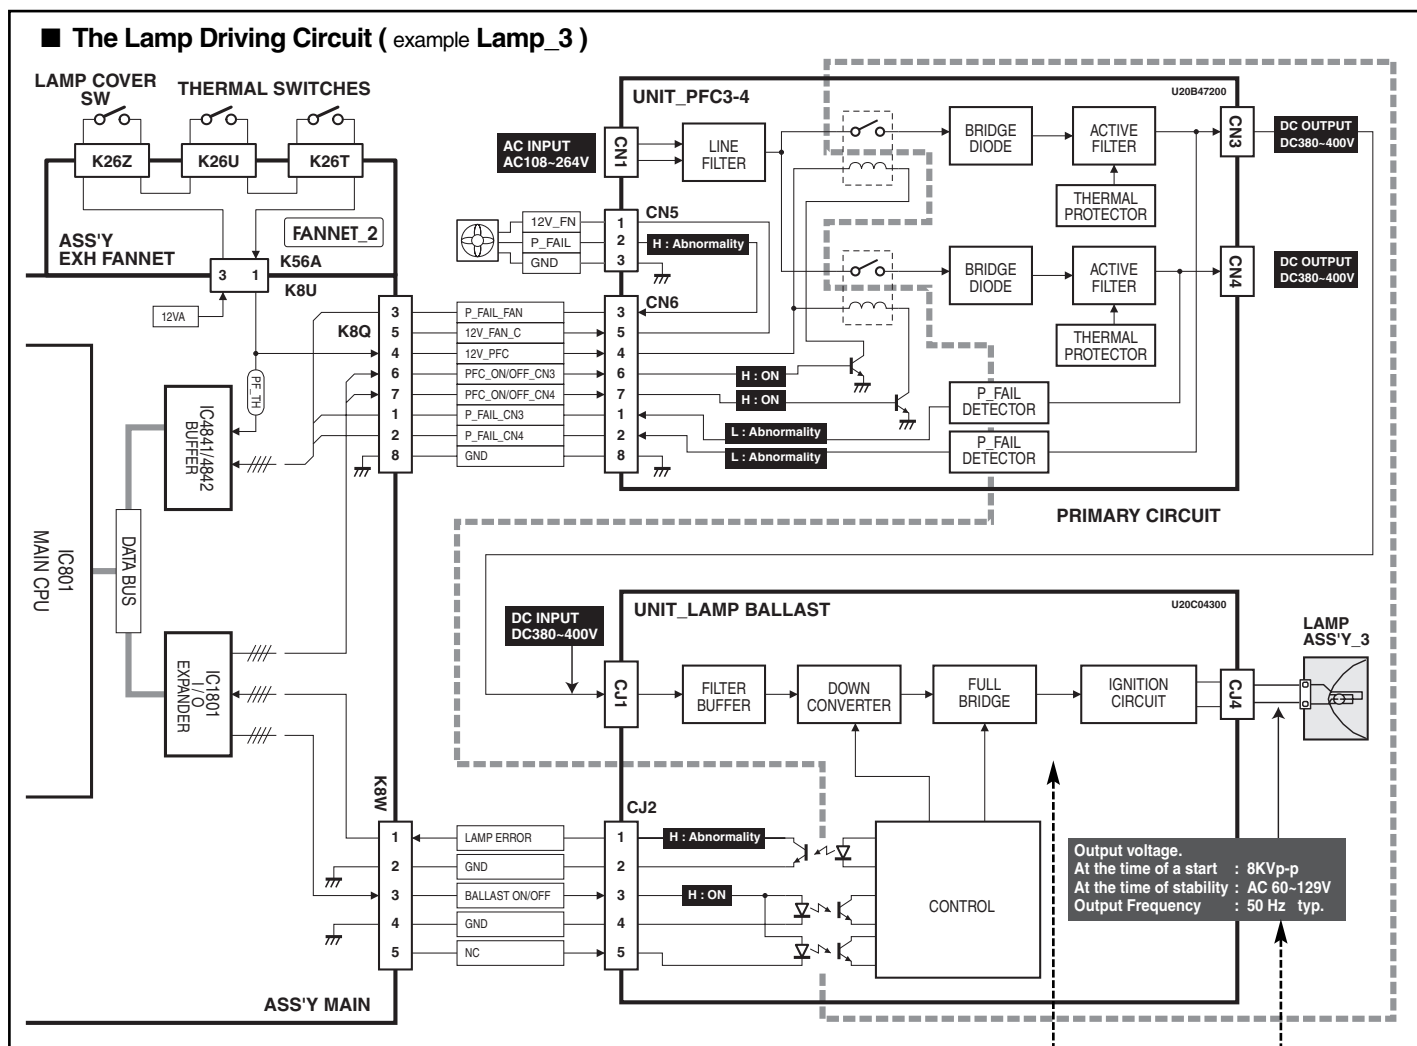 ■ The Lamp Driving Circuit ( example Lamp_3 )
LAMP COVER
SW
THERMAL SWITCHES
K26Z
K26U
K26T
ASS'Y
EXH FANNET
FANNET_2
3 1
K56A
K8U
12VA
K8Q
PF_TH
IC4841/4842
BUFFER
IC801
MAIN CPU
DATA BUS
IC1801
I / O
EXPANDER
K8W
ASS'Y MAIN
UNIT_PFC3-4
U20B47200
AC INPUT
AC108~264V
CN1
LINE
FILTER
BRIDGE
DIODE
ACTIVE
FILTER
THERMAL
PROTECTOR
CN3
DC OUTPUT
DC380~400V
CN5
12V_FN 1
P_FAIL 2
GND 3
H : Abnormality
BRIDGE
DIODE
ACTIVE
FILTER
THERMAL
PROTECTOR
CN4
DC OUTPUT
DC380~400V
CN6
3 P_FAIL_FAN 3
5 12V_FAN_C 5
4 12V_PFC 4
6 PFC_ON/OFF_CN3 6
7 PFC_ON/OFF_CN4 7
1 P_FAIL_CN3 1
2 P_FAIL_CN4 2
8 GND 8
H : ON
H : ON
L : Abnormality
L : Abnormality
P_FAIL
DETECTOR
P_FAIL
DETECTOR
PRIMARY CIRCUIT
UNIT_LAMP BALLAST
U20C04300
DC INPUT
DC380~400V
CJ1
FILTER
BUFFER
DOWN
CONVERTER
FULL
BRIDGE
IGNITION
CIRCUIT
CJ4
LAMP
ASS'Y_3
CJ2
1 LAMP ERROR 1
2 GND 2
3 BALLAST ON/OFF 3
4 GND 4
5 NC 5
H : Abnormality
H : ON
CONTROL
Output voltage.
At the time of a start : 8KVp-p
At the time of stability : AC 60~129V
Output Frequency : 50 Hz typ.